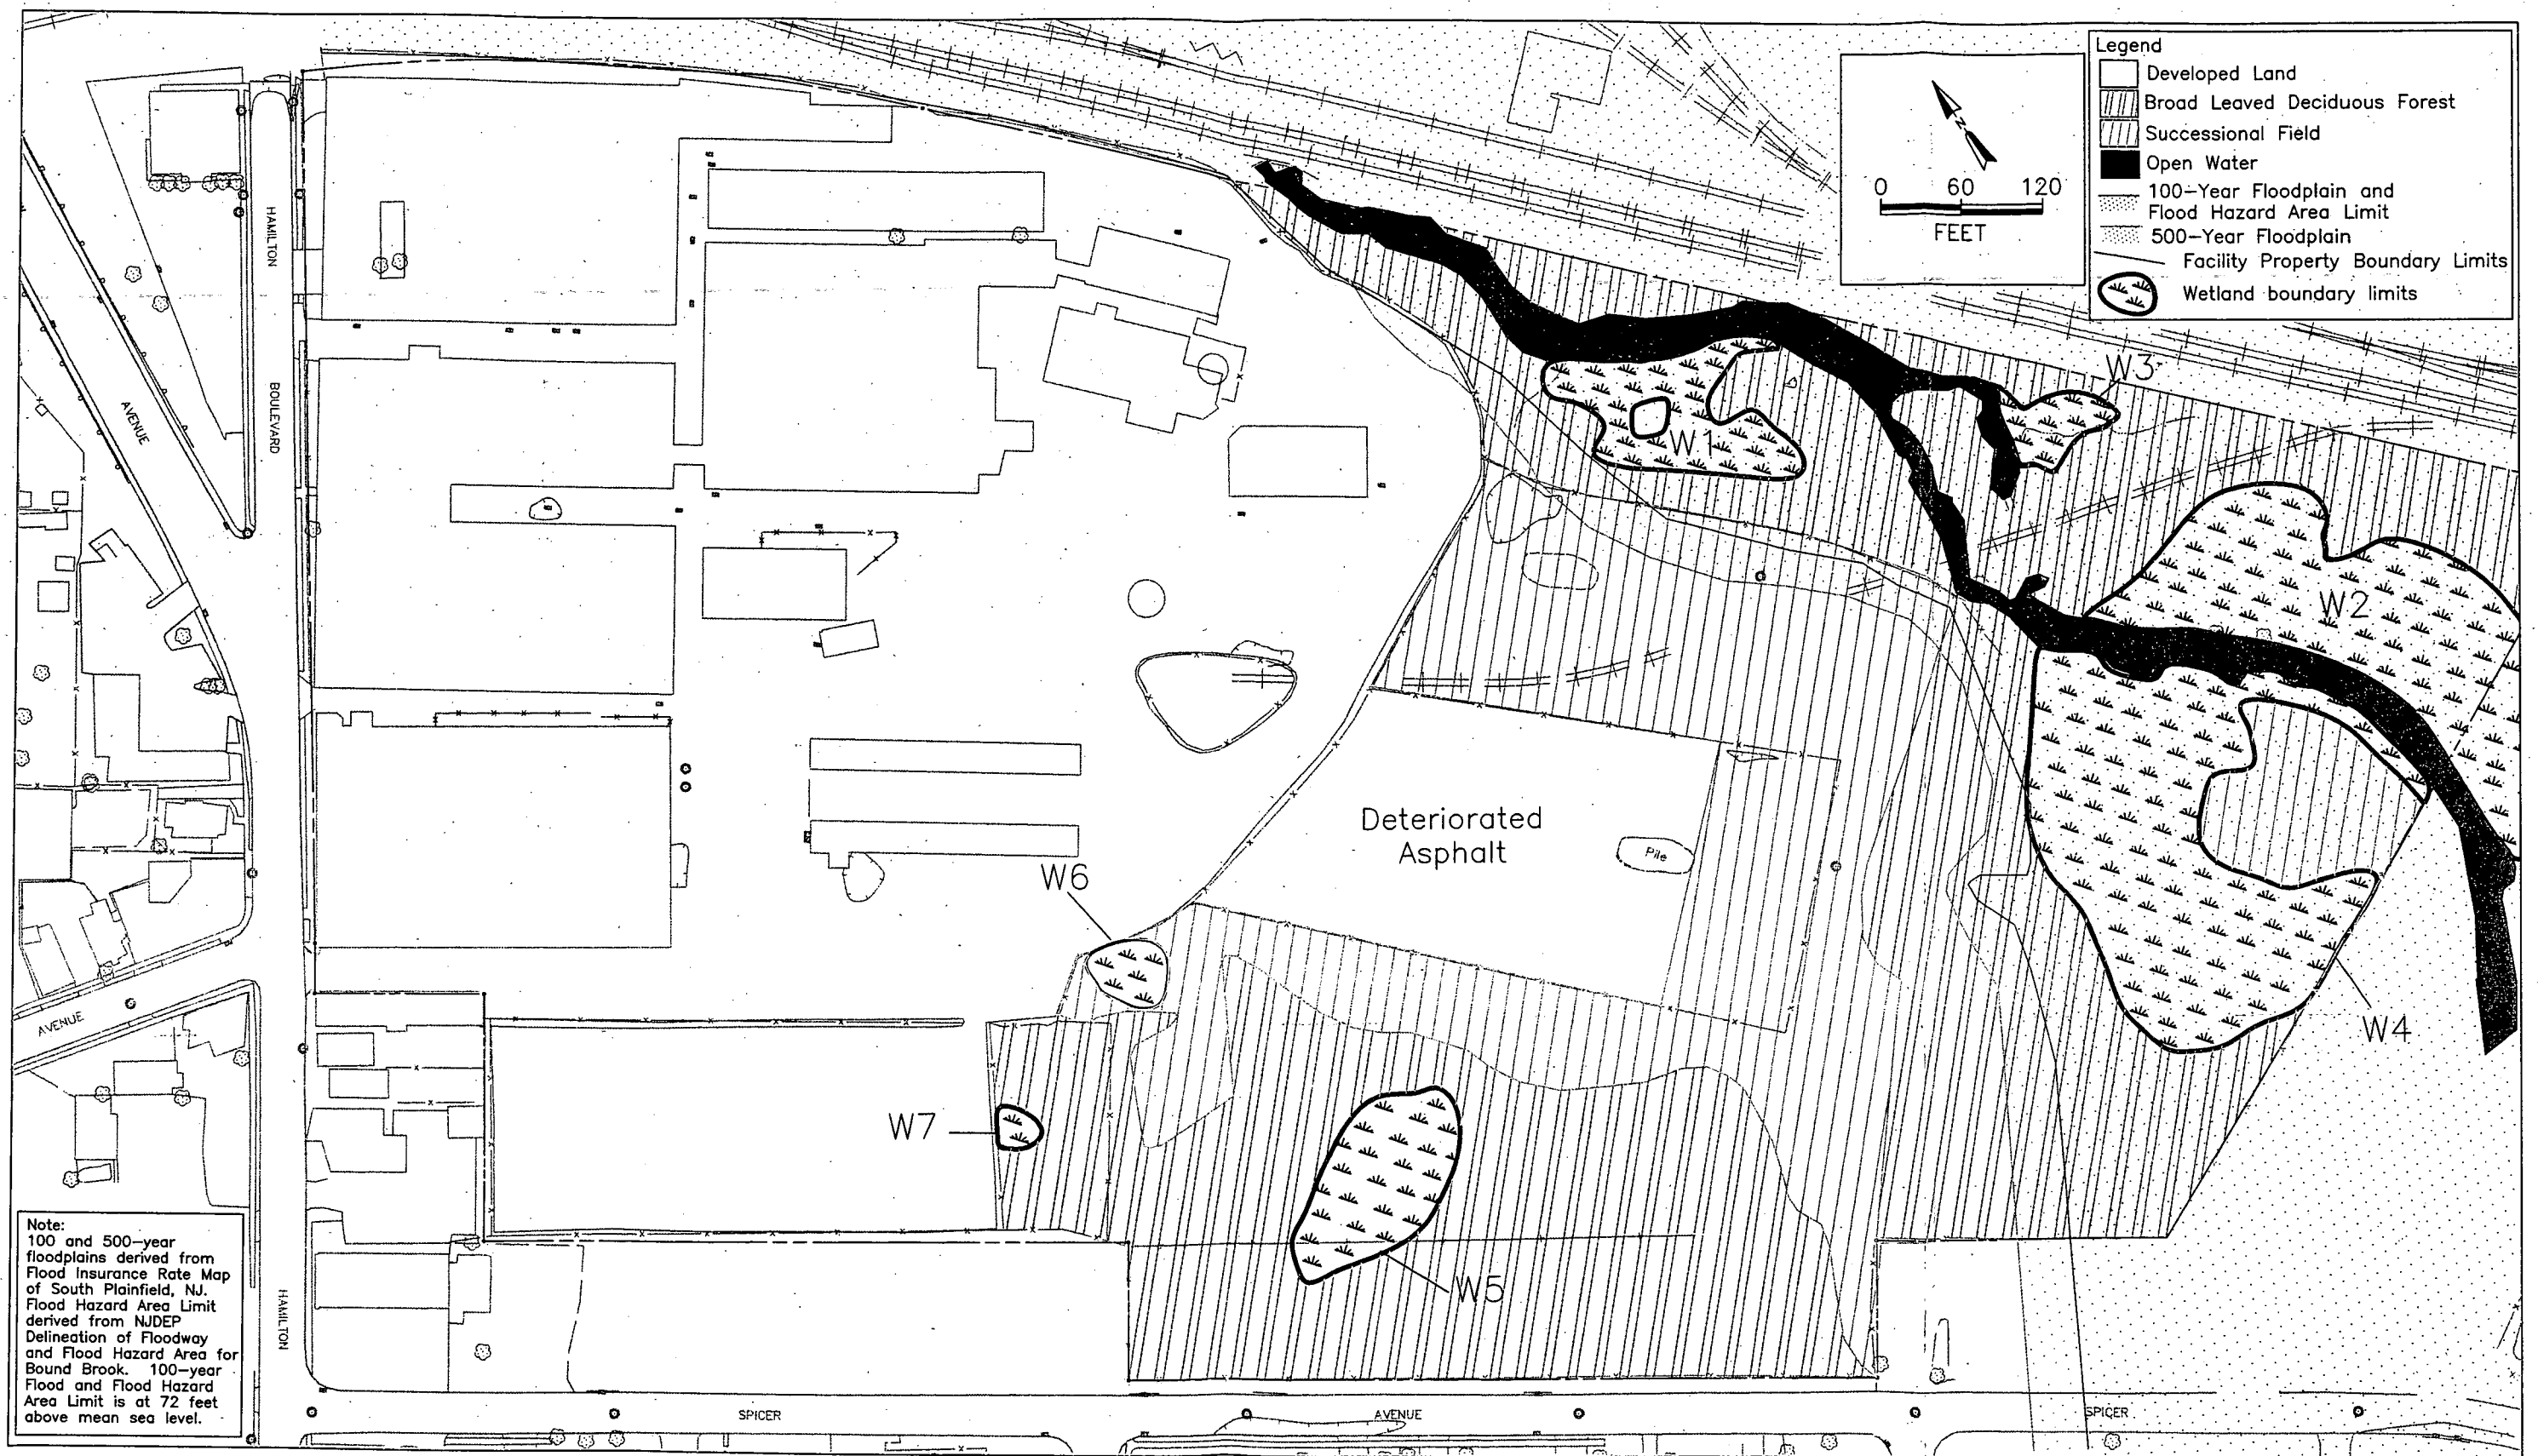 Legend
Developed Land
Broad Leaved Deciduous Forest
Successional Field
Open Water
100-Year Floodplain and
Flood Hazard Area Limit
500-Year Floodplain
Facility Property Boundary Limits
Wetland boundary limits
N
0 60 120
FEET
HAMILTON
BOULEVARD
AVENUE
W3
W1
W2
Deteriorated
Asphalt
Pile
W6
W4
AVENUE
W7
W5
Note:
100 and 500-year
floodplains derived from
Flood Insurance Rate Map
of South Plainfield, NJ.
Flood Hazard Area Limit
derived from NJDEP
Delineation of Floodway
and Flood Hazard Area for
Bound Brook. 100-year
Flood and Flood Hazard
Area Limit is at 72 feet
above mean sea level.
HAMILTON
SPICER
AVENUE
SPICER